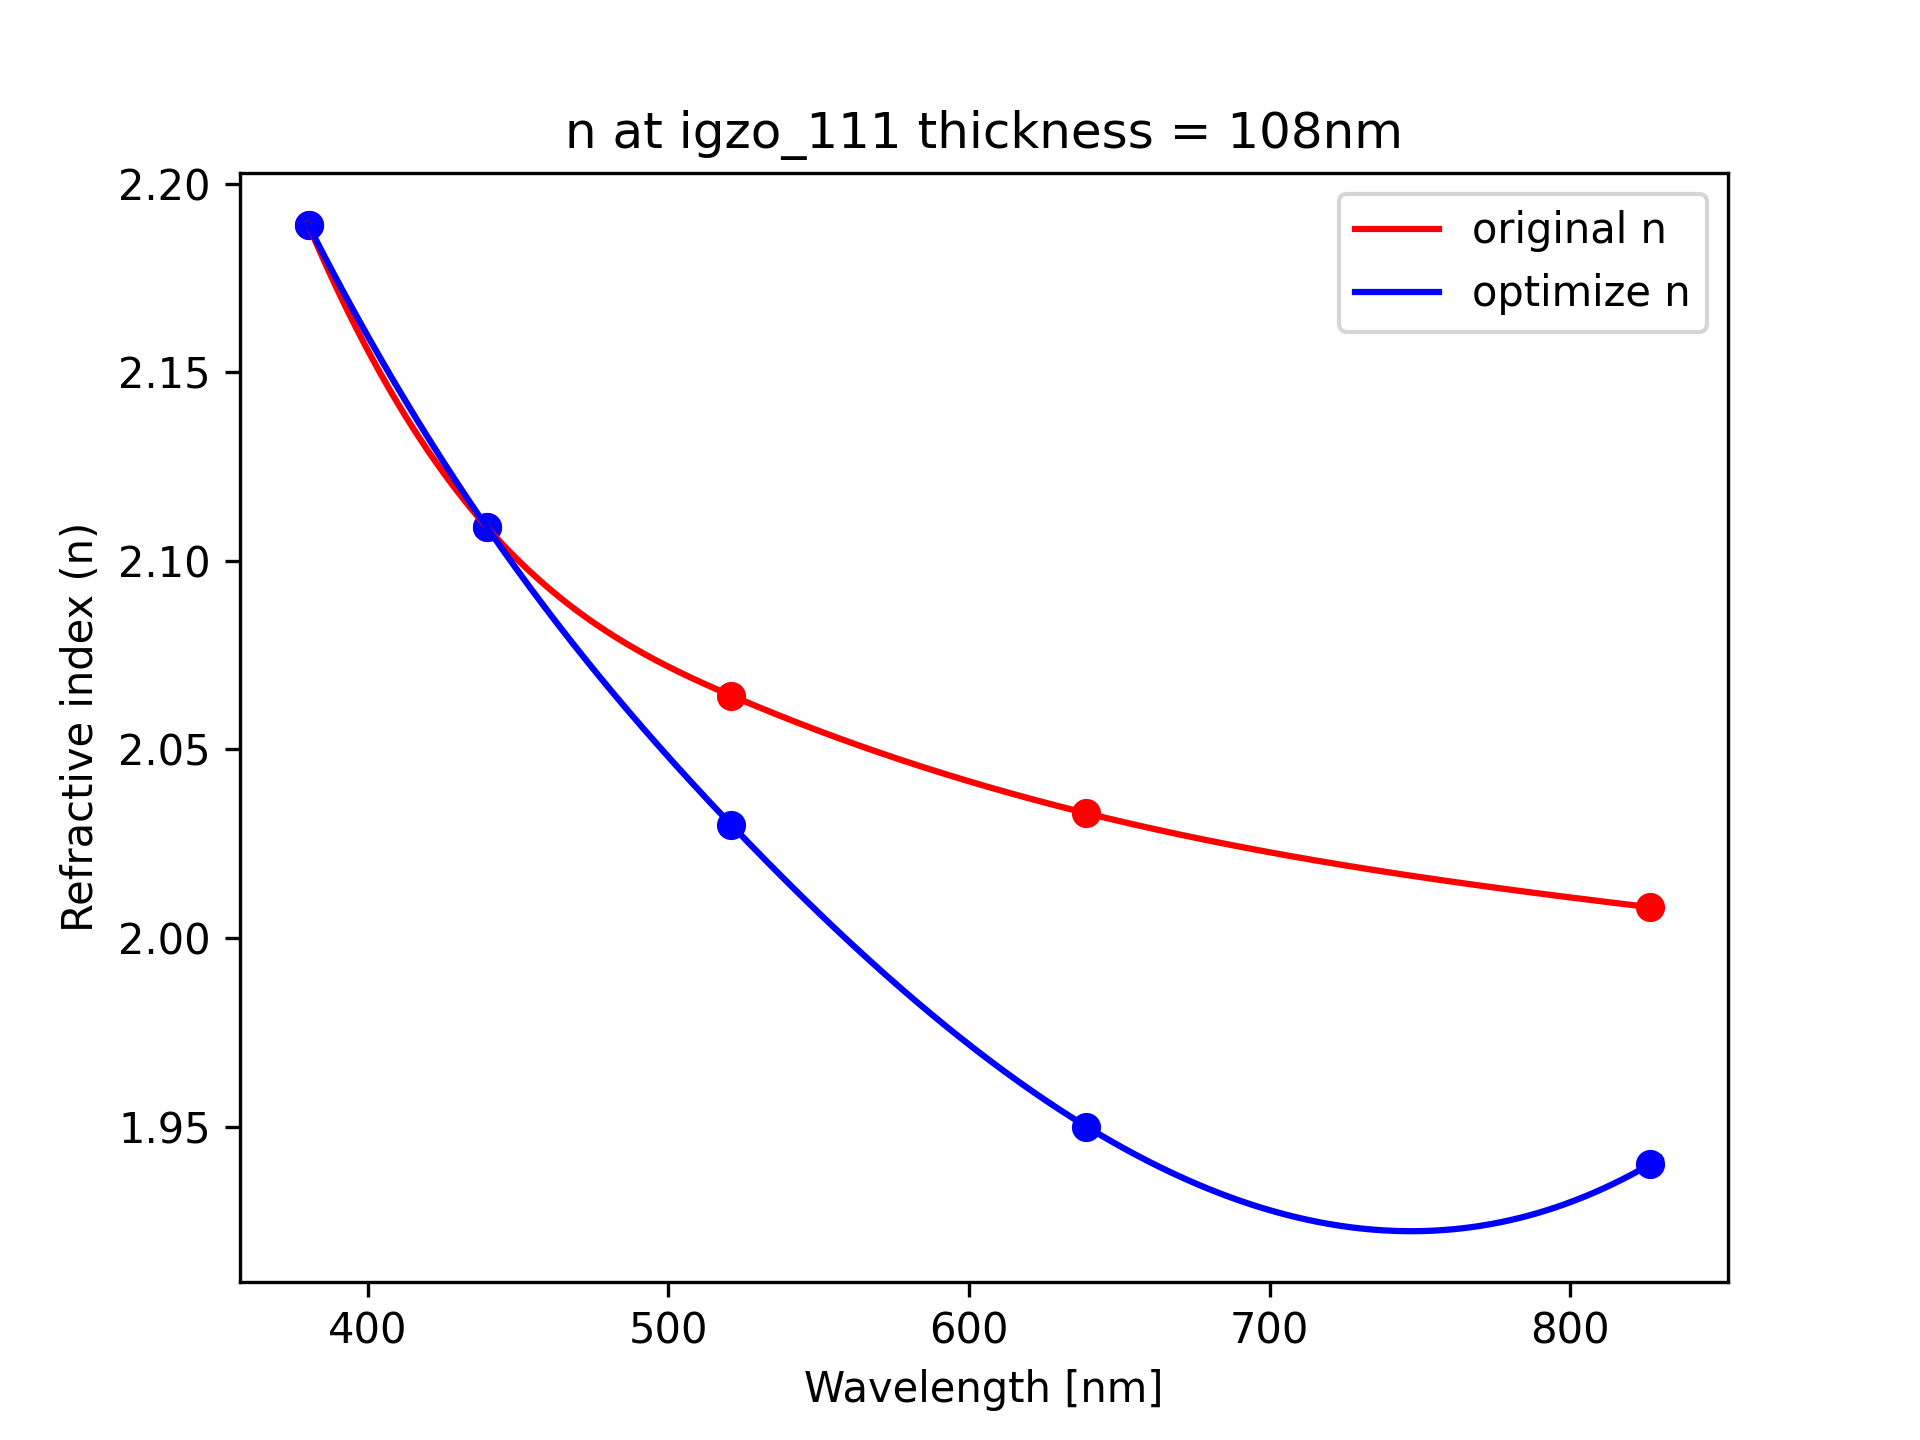 n at igzo_111 thickness = 108nm
original n
optimize n
Refractive index (n)
2.20
2.15
2.10
2.05
2.00
1.95
400 500 600 700 800
Wavelength [nm]